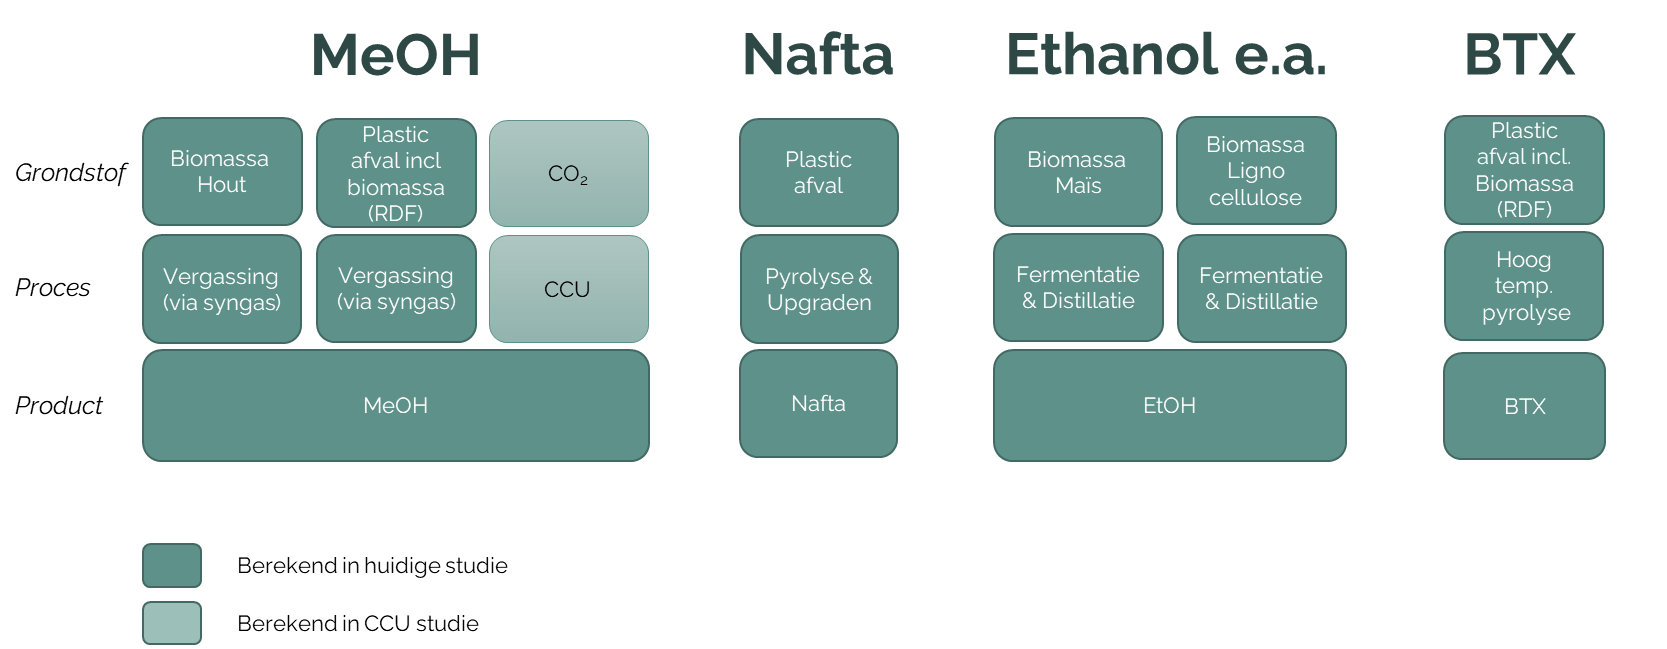 MeOH
Nafta
Ethanol e.a.
BTX
Grondstof
Biomassa
Hout
Plastic
afval incl
biomassa
(RDF)
CO₂
Plastic
afval
Biomassa
Maïs
Biomassa
Ligno
cellulose
Plastic
afval incl.
Biomassa
(RDF)
Proces
Vergassing
(via syngas)
Vergassing
(via syngas)
CCU
Pyrolyse &
Upgraden
Fermentatie
& Distillatie
Fermentatie
& Distillatie
Hoog
temp.
pyrolyse
Product
MeOH
Nafta
EtOH
BTX
Berekend in huidige studie
Berekend in CCU studie